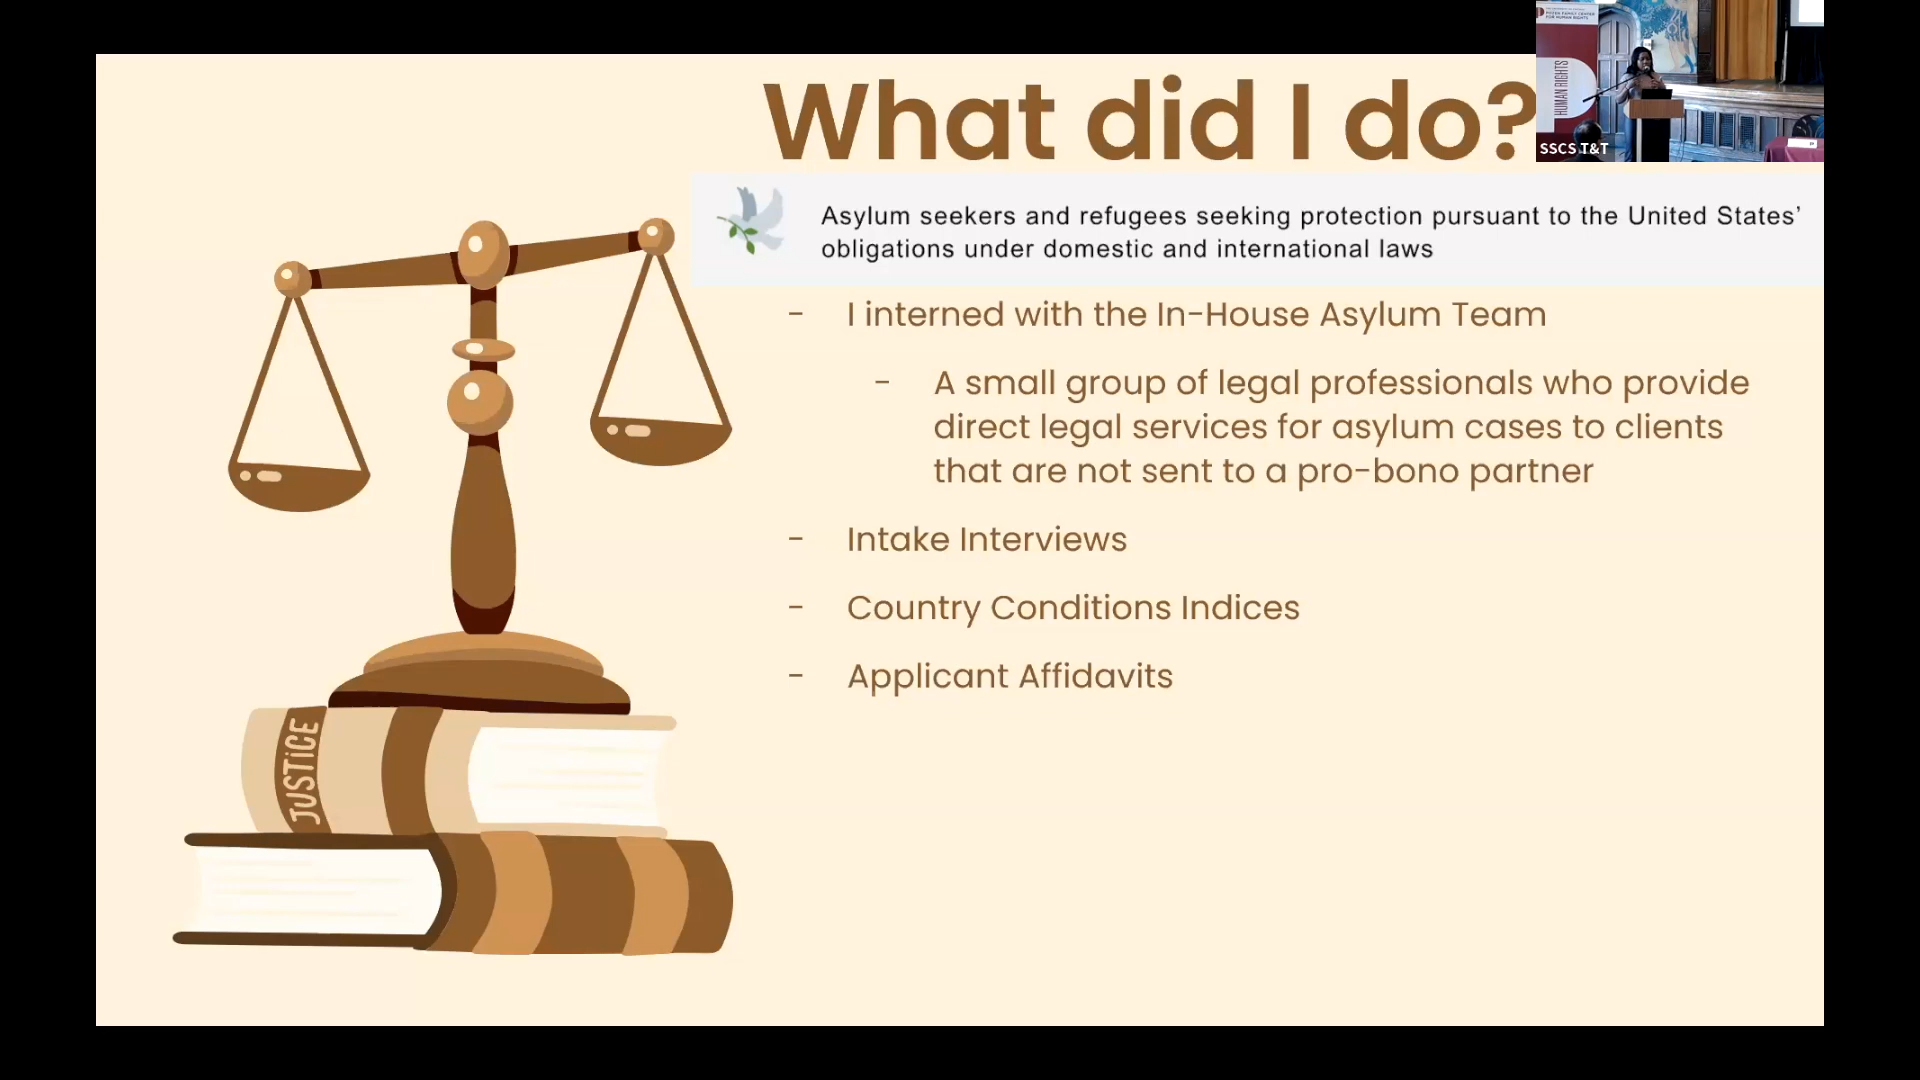 What did I do?
Asylum seekers and refugees seeking protection pursuant to the United States’
obligations under domestic and international laws
- I interned with the In-House Asylum Team
- A small group of legal professionals who provide
direct legal services for asylum cases to clients
that are not sent to a pro-bono partner
- Intake Interviews
- Country Conditions Indices
- Applicant Affidavits
JUSTiCE
HUMAN RIGHTS
SSCS T&T